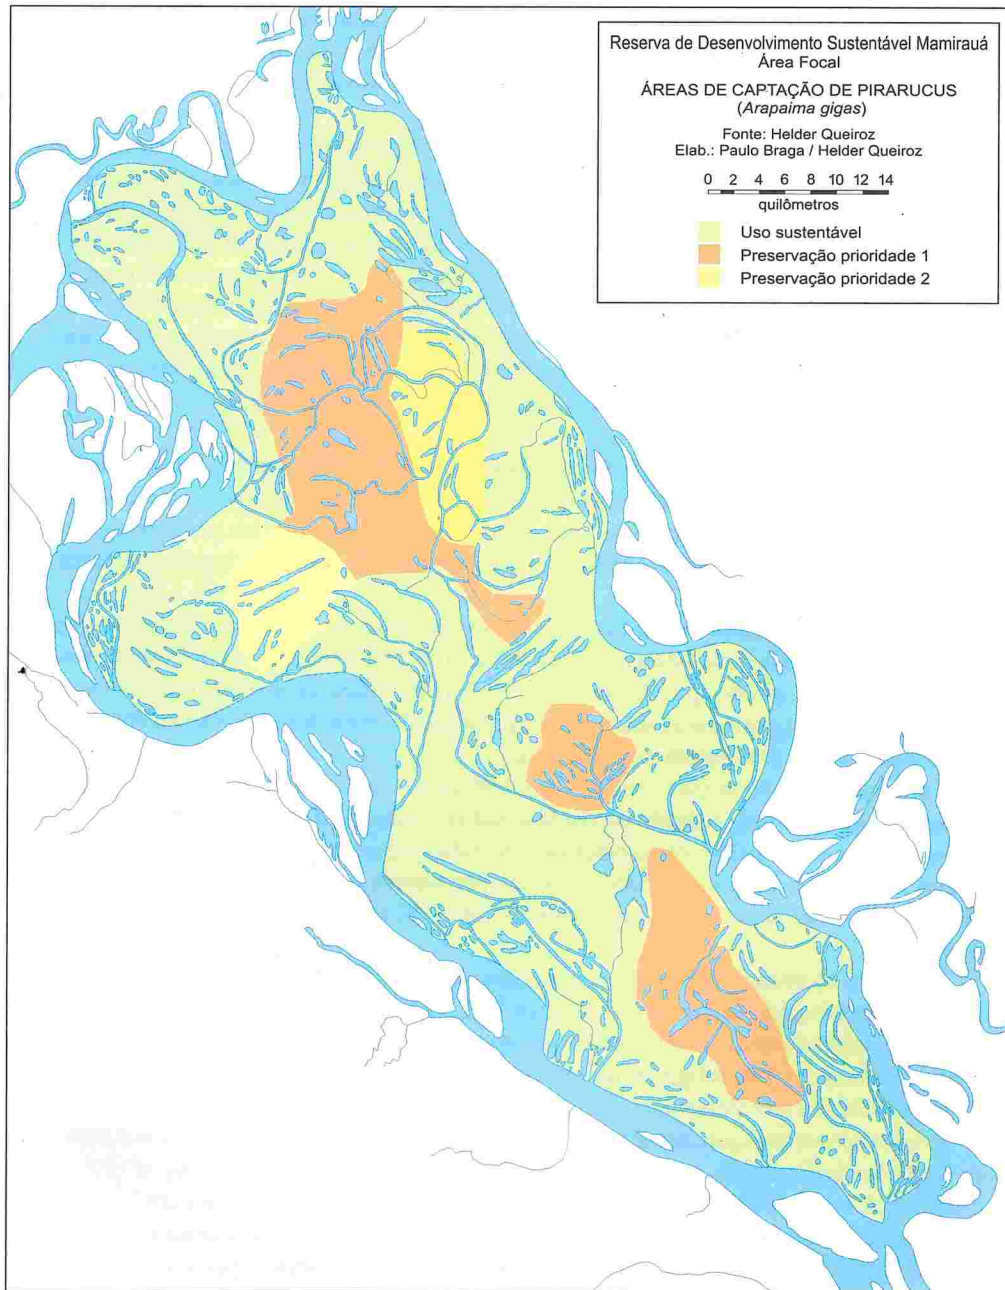 Reserva de Desenvolvimento Sustentável Mamirauá
Área Focal
ÁREAS DE CAPTAÇÃO DE PIRARUCUS
(Arapaima gigas)
Fonte: Helder Queiroz
Elab.: Paulo Braga / Helder Queiroz
0 2 4 6 8 10 12 14
quilômetros
Uso sustentável
Preservação prioridade 1
Preservação prioridade 2